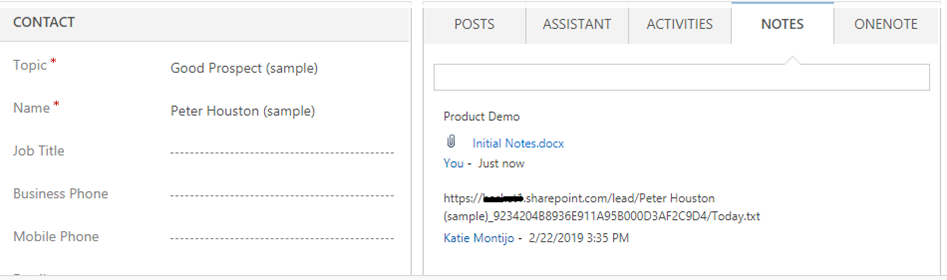 CONTACT
Topic *
Good Prospect (sample)
Name *
Peter Houston (sample)
Job Title
Business Phone
Mobile Phone
POSTS
ASSISTANT
ACTIVITIES
NOTES
ONENOTE
Product Demo
Initial Notes.docx
You - Just now
https://.sharepoint.com/lead/Peter Houston
(sample)_9234204B8936E911A95B000D3AF2C9D4/Today.txt
Katie Montijo - 2/22/2019 3:35 PM